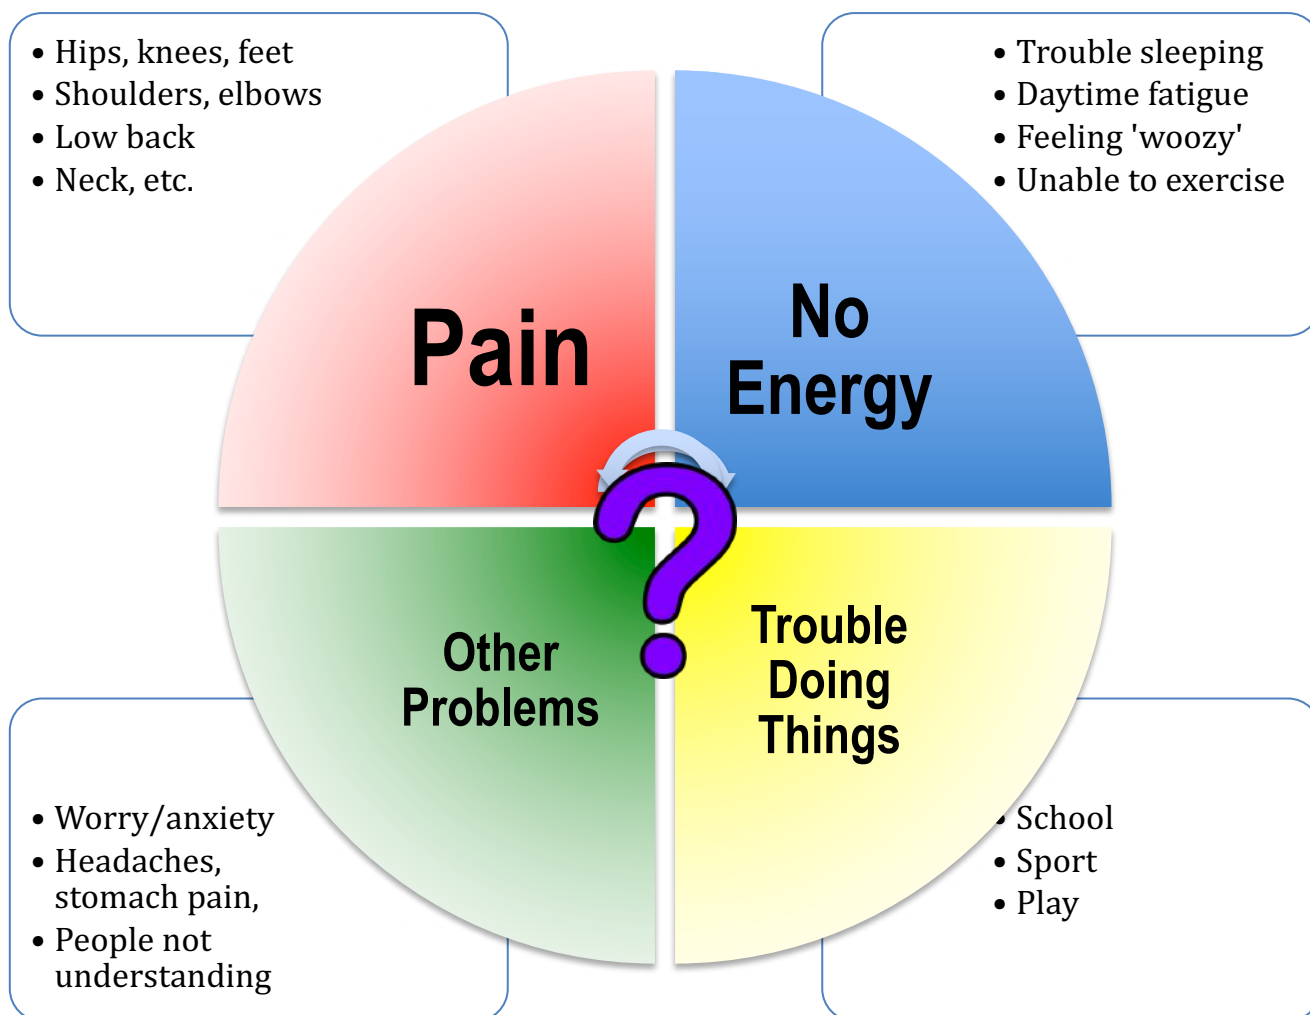 • Hips, knees, feet
• Shoulders, elbows
• Low back
• Neck, etc.
• Trouble sleeping
• Daytime fatigue
• Feeling 'woozy'
• Unable to exercise
Pain
No
Energy
?
Other
Problems
Trouble
Doing
Things
• Worry/anxiety
• Headaches,
stomach pain,
• People not
understanding
• School
• Sport
• Play